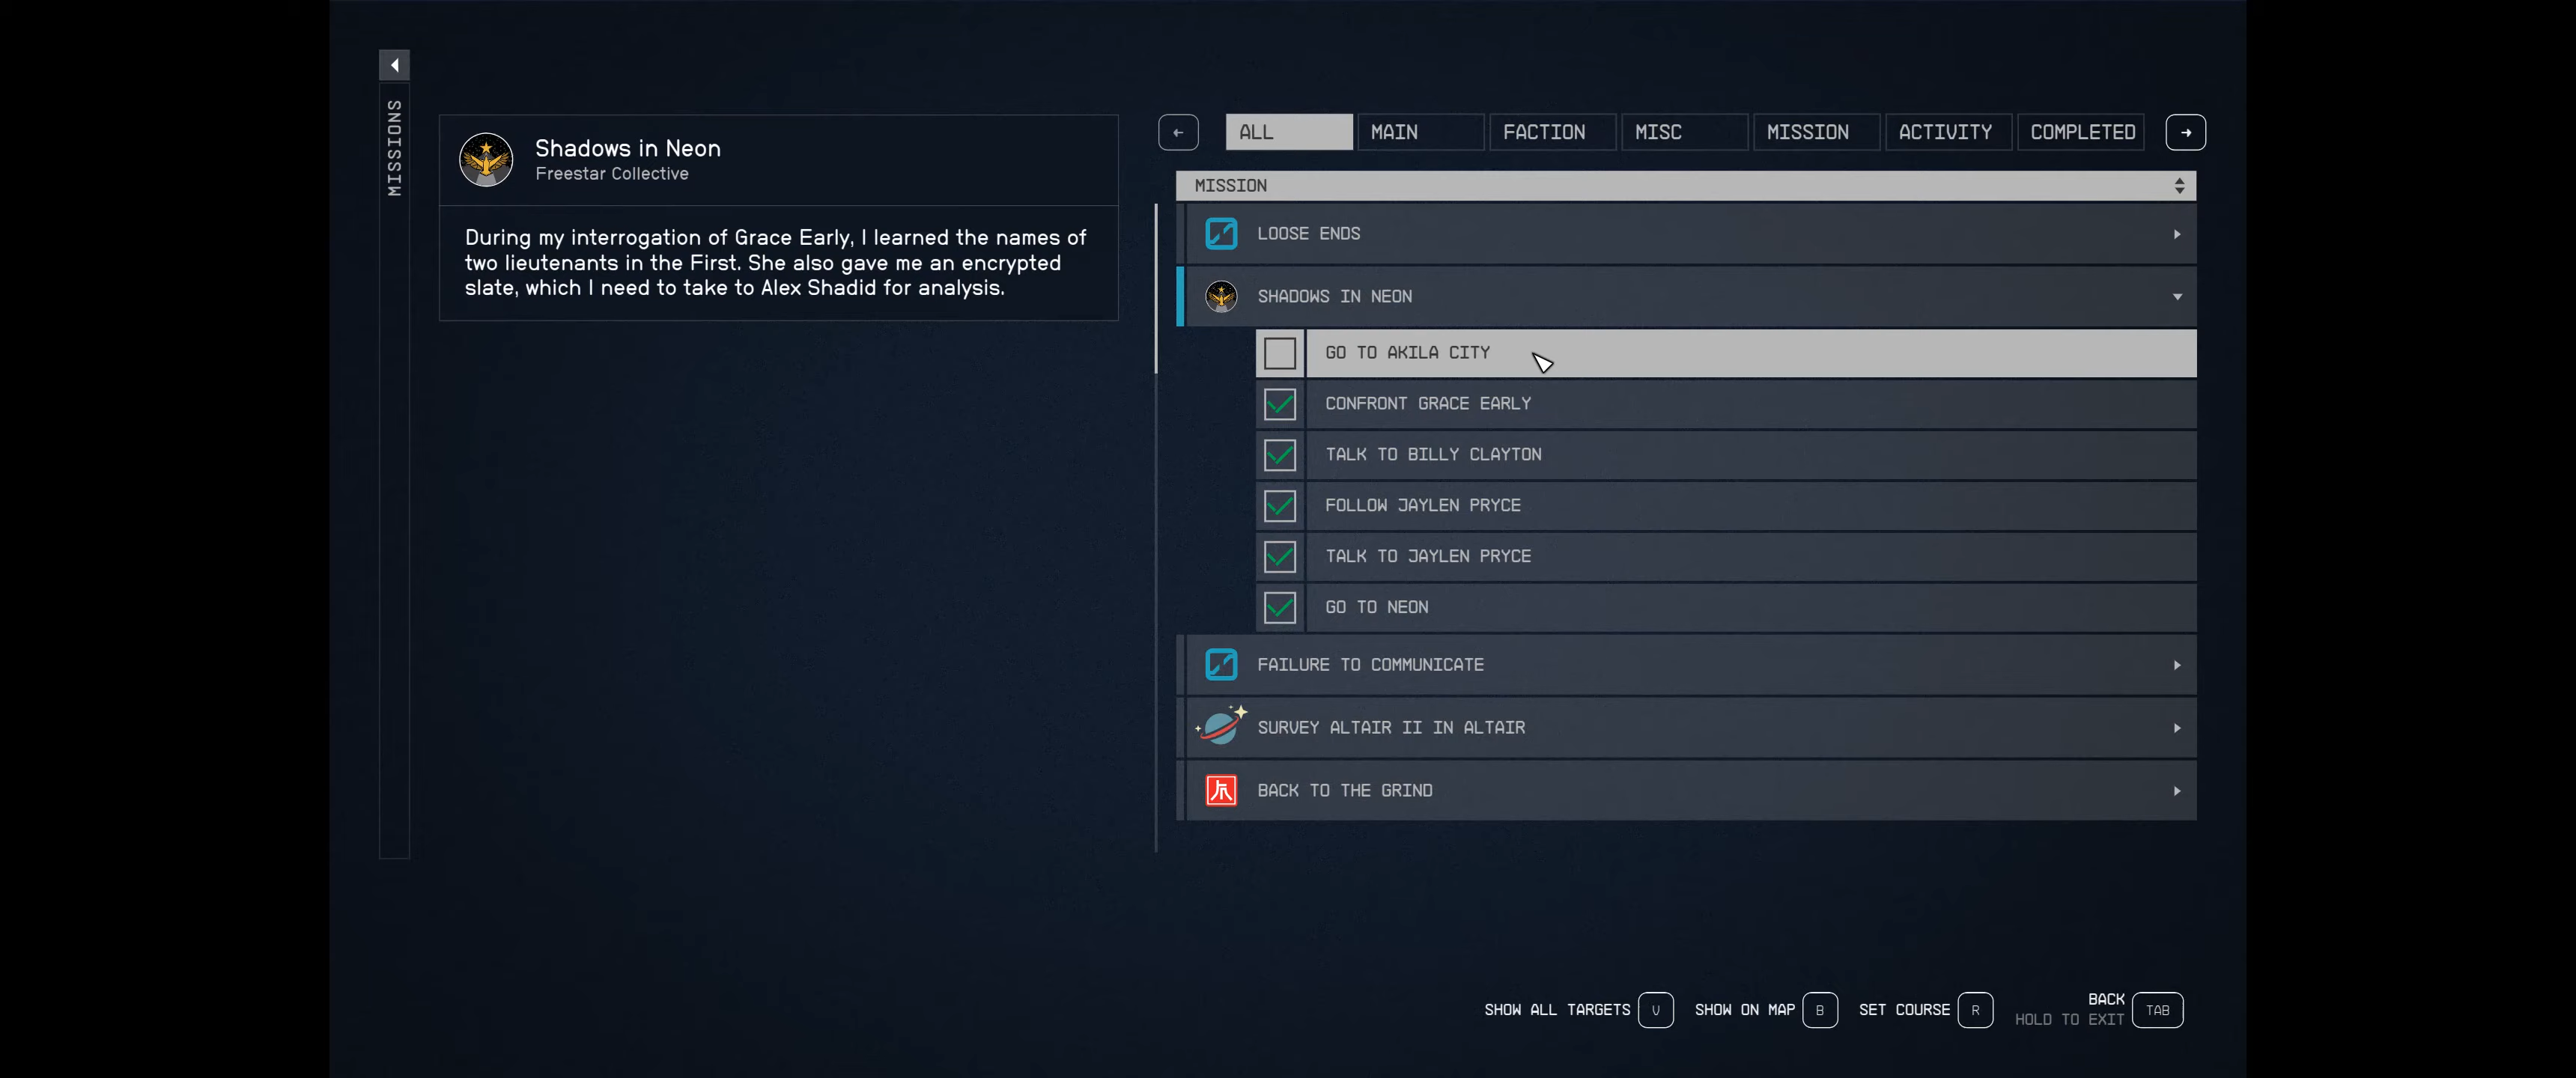 MISSIONS
Shadows in Neon
Freestar Collective
During my interrogation of Grace Early, I learned the names of
two lieutenants in the First. She also gave me an encrypted
slate, which I need to take to Alex Shadid for analysis.
ALL MAIN FACTION MISC MISSION ACTIVITY COMPLETED
MISSION
LOOSE ENDS
SHADOWS IN NEON
GO TO AKILA CITY
CONFRONT GRACE EARLY
TALK TO BILLY CLAYTON
FOLLOW JAYLEN PRYCE
TALK TO JAYLEN PRYCE
GO TO NEON
FAILURE TO COMMUNICATE
SURVEY ALTAIR II IN ALTAIR
BACK TO THE GRIND
SHOW ALL TARGETS V SHOW ON MAP B SET COURSE R BACK TAB
HOLD TO EXIT